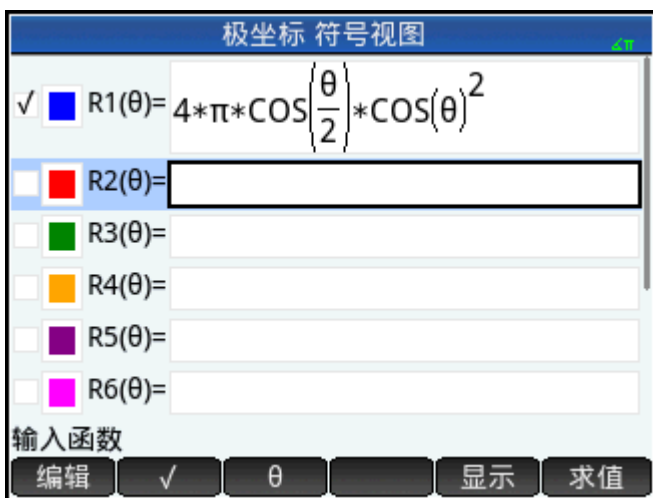 极坐标 符号视图
∡π
√ R1(θ)= 4*π*COS(θ/2)*COS(θ)²
R2(θ)=
R3(θ)=
R4(θ)=
R5(θ)=
R6(θ)=
输入函数
编辑 √ θ 显示 求值